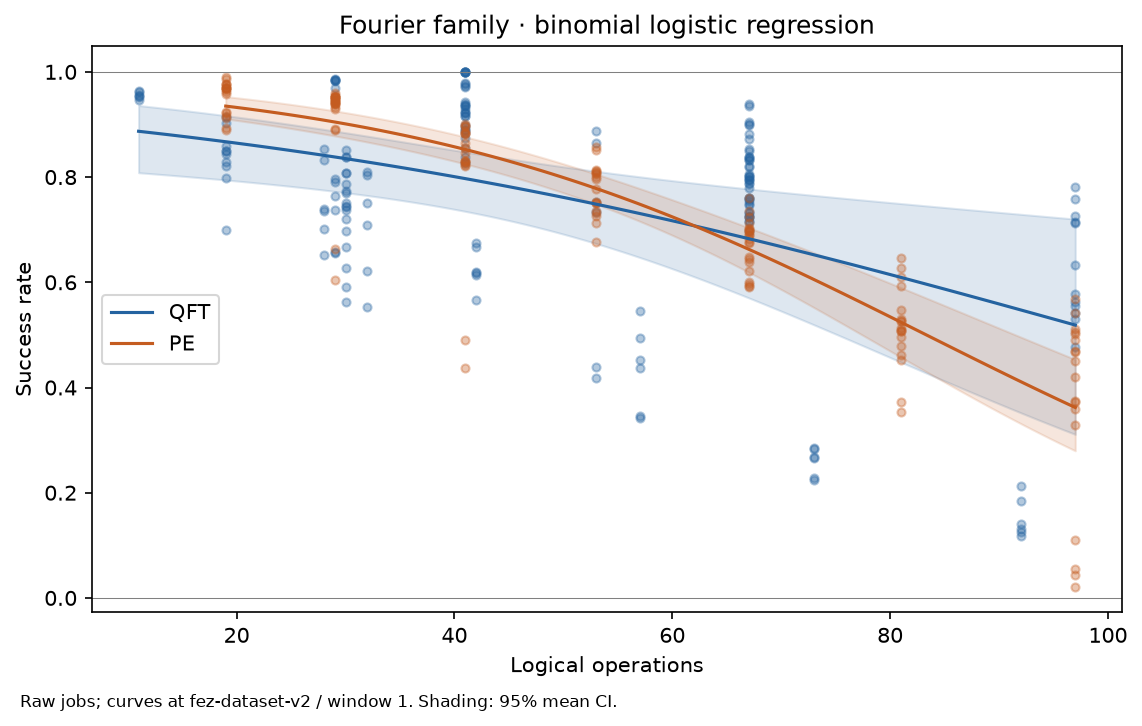 Fourier family · binomial logistic regression
Success rate
1.0
0.8
0.6
0.4
0.2
0.0
QFT
PE
20
40
60
80
100
Logical operations
Raw jobs; curves at fez-dataset-v2 / window 1. Shading: 95% mean CI.